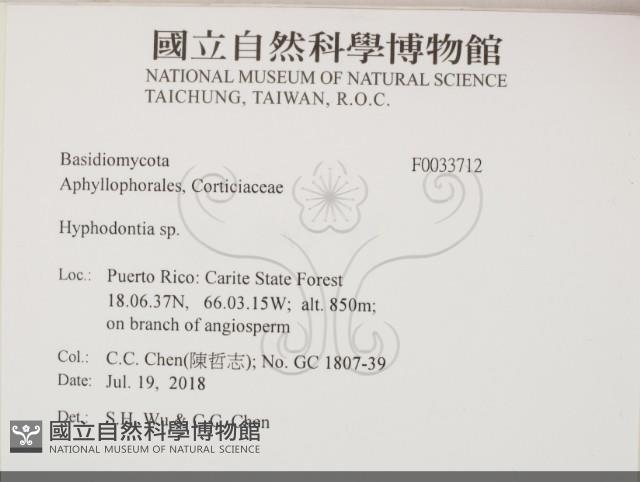 國立自然科學博物館
NATIONAL MUSEUM OF NATURAL SCIENCE
TAICHUNG, TAIWAN, R.O.C.
Basidiomycota F0033712
Aphyllophorales, Corticiaceae
Hyphodontia sp.
Loc.: Puerto Rico: Carite State Forest
18.06.37N, 66.03.15W; alt. 850m;
on branch of angiosperm
Col.: C.C. Chen(陳哲志); No. GC 1807-39
Date: Jul. 19, 2018
Det.: S.H. Wu & C.C. Chen
國立自然科學博物館
NATIONAL MUSEUM OF NATURAL SCIENCE